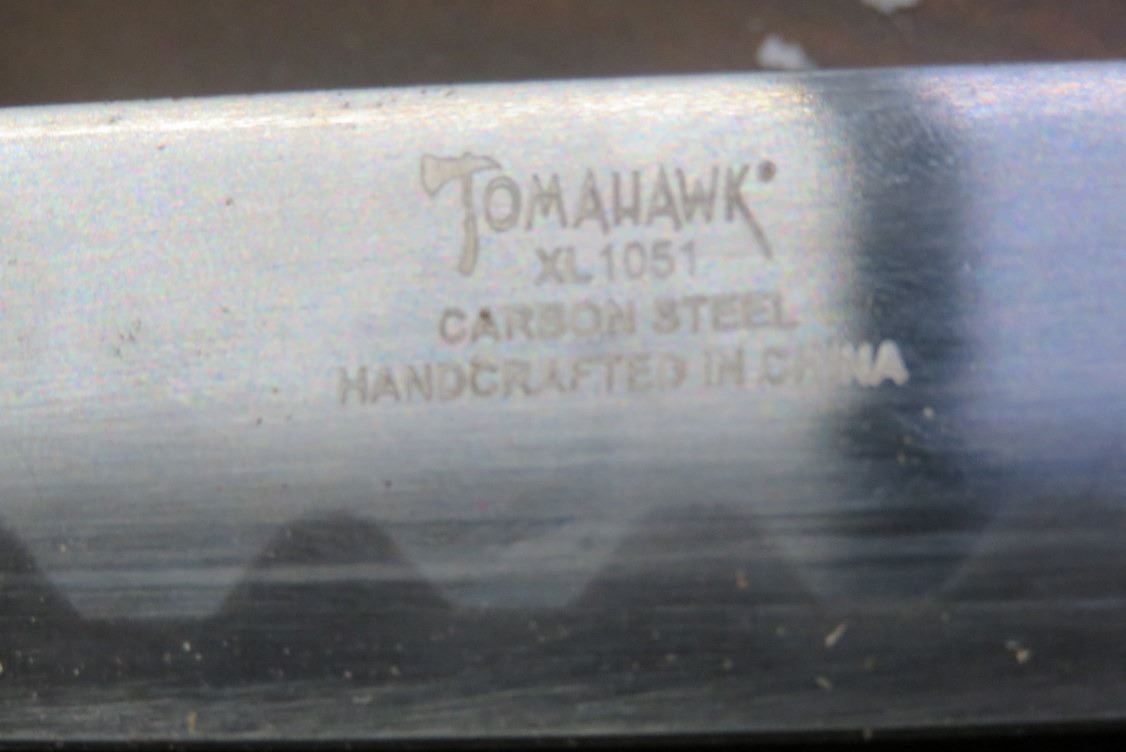 TOMAHAWK®
XL1051
CARBON STEEL
HANDCRAFTED IN CHINA